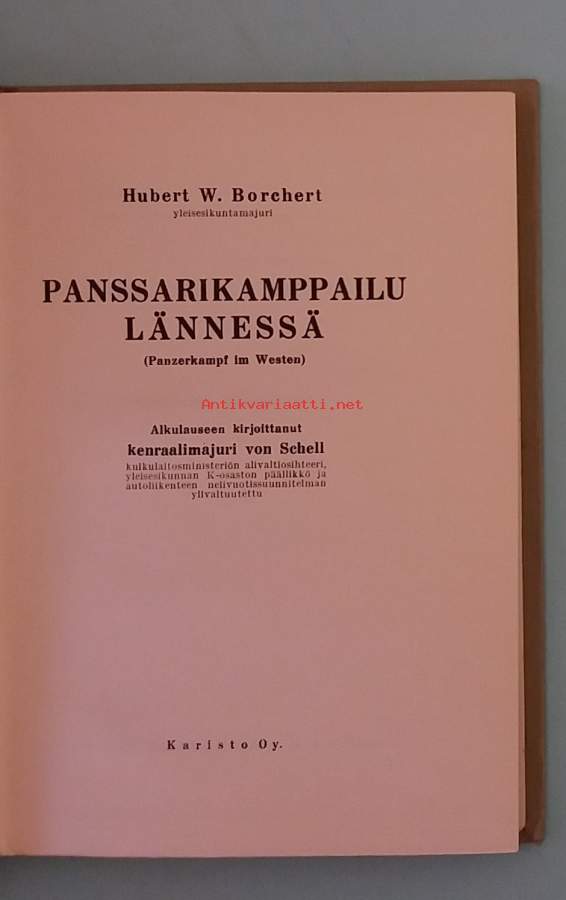 Hubert W. Borchert
yleisesikuntamajuri
PANSSARIKAMPPAILU
LÄNNESSÄ
(Panzerkampf im Westen)
Antikvariaatti.net
Alkulauseen kirjoittanut
kenraalimajuri von Schell
kulkulaitosministeriön alivaltiosihteeri,
yleisesikunnan K-osaston päällikkö ja
autoliikenteen nelivuotissuunnitelman
ylivaltuutettu
Karisto Oy.